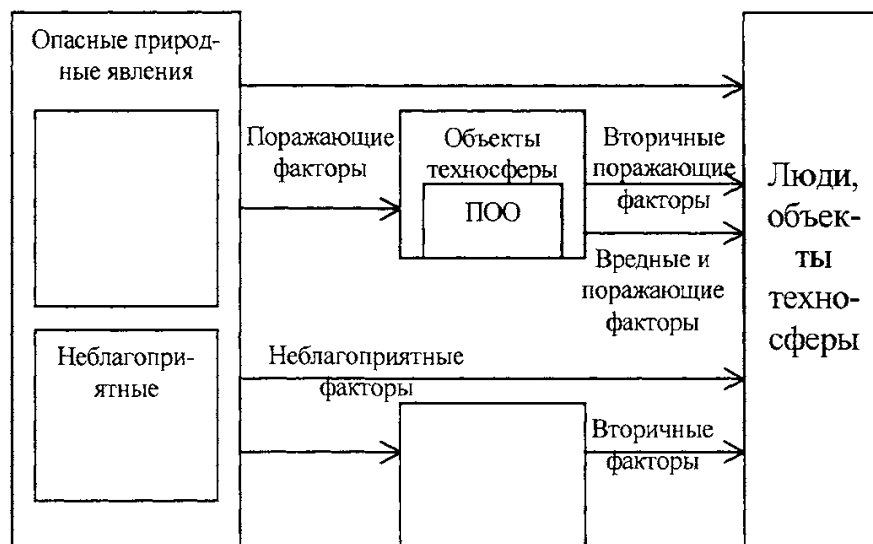 Опасные природ-
ные явления
Поражающие
факторы
Объекты
техносферы
ПОО
Вторичные
поражающие
факторы
Вредные и
поражающие
факторы
Люди,
объек-
ты
техно-
сферы
Неблагопри-
ятные
Неблагоприятные
факторы
Вторичные
факторы